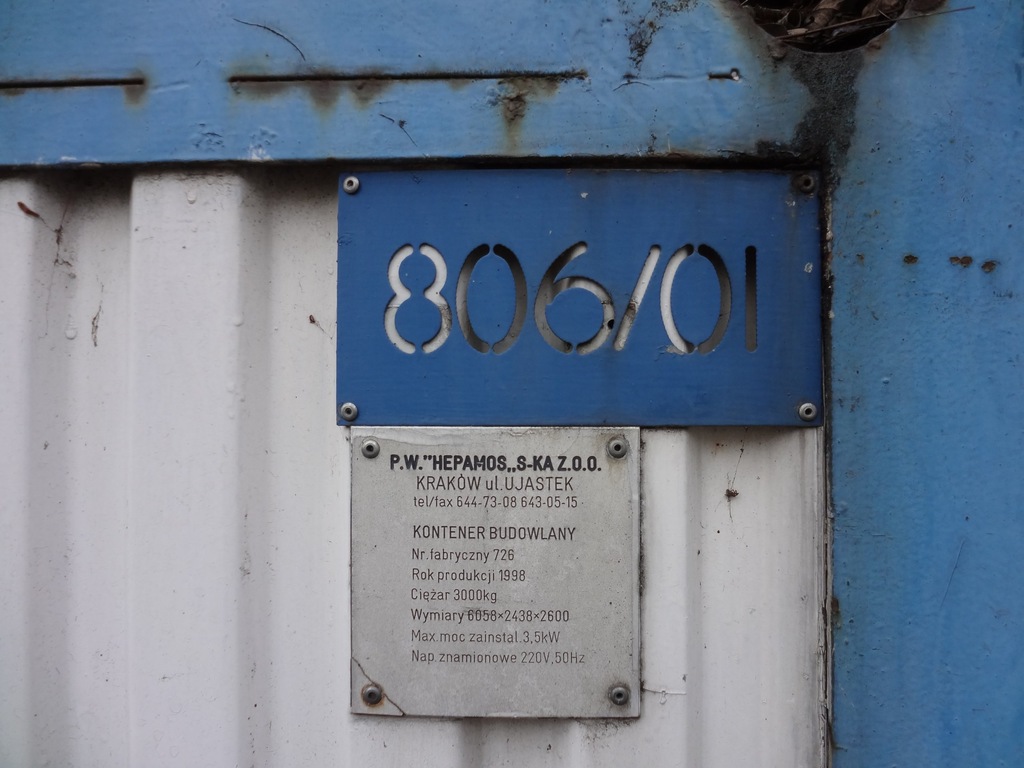 806/01
P.W."HEPAMOS„S-KA Z.O.O.
KRAKÓW ul.UJASTEK
tel/fax 644-73-08 643-05-15
KONTENER BUDOWLANY
Nr.fabryczny 726
Rok produkcji 1998
Ciężar 3000kg
Wymiary 6058×2438×2600
Max.moc zainstal.3,5kW
Nap.znamionowe 220V,50Hz